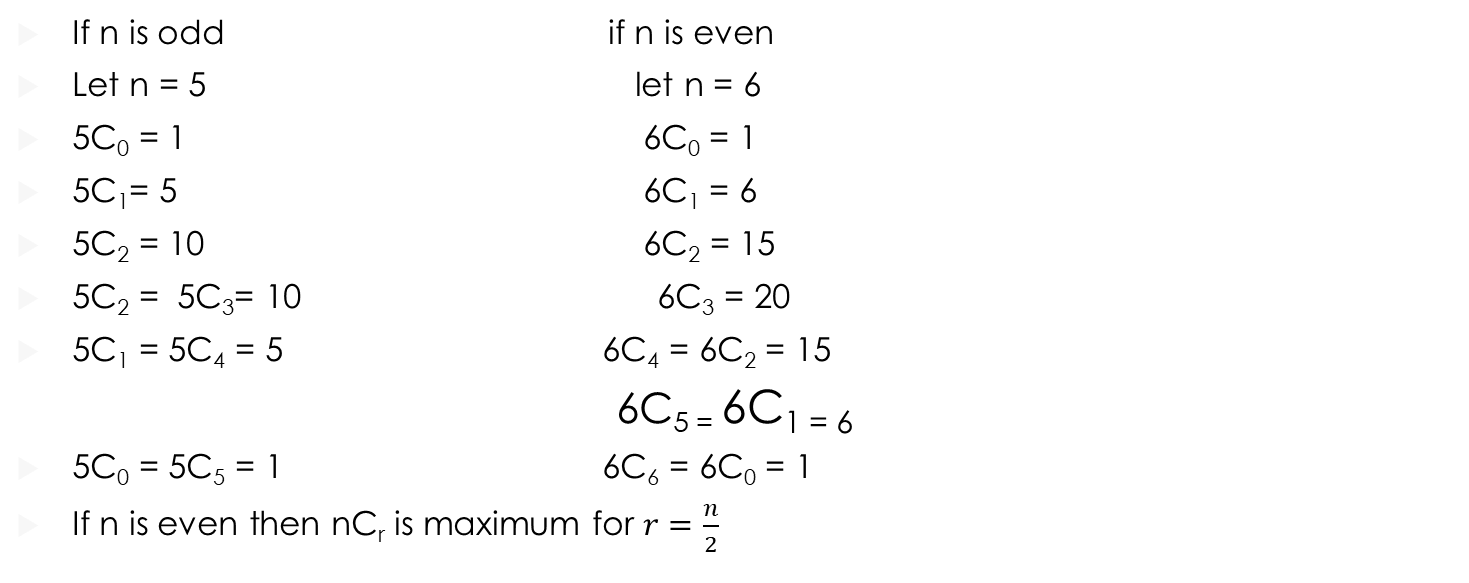 If n is odd if n is even
Let n = 5 let n = 6
5C₀ = 1 6C₀ = 1
5C₁= 5 6C₁ = 6
5C₂ = 10 6C₂ = 15
5C₂ = 5C₃= 10 6C₃ = 20
5C₁ = 5C₄ = 5 6C₄ = 6C₂ = 15
6C₅ = 6C₁ = 6
5C₀ = 5C₅ = 1 6C₆ = 6C₀ = 1
If n is even then nCᵣ is maximum for r = n/2